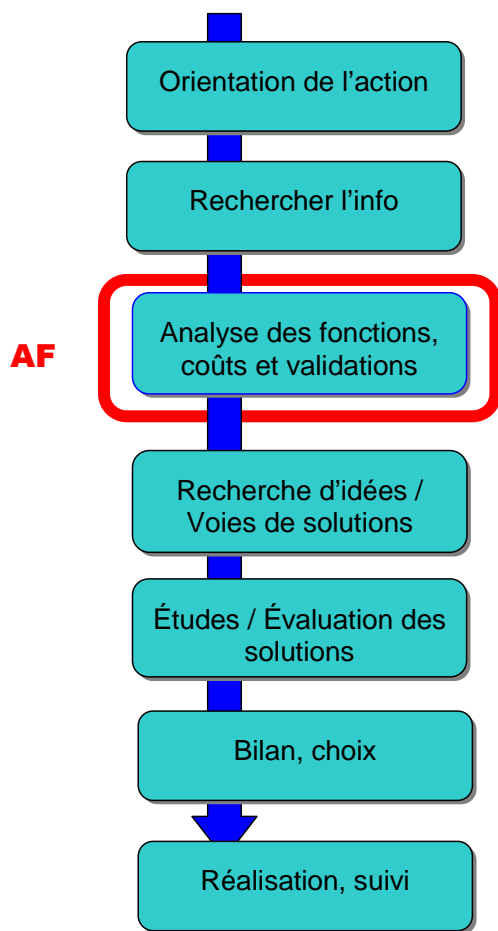 Orientation de l'action
Rechercher l'info
AF
Analyse des fonctions,
coûts et validations
Recherche d'idées /
Voies de solutions
Études / Évaluation des
solutions
Bilan, choix
Réalisation, suivi